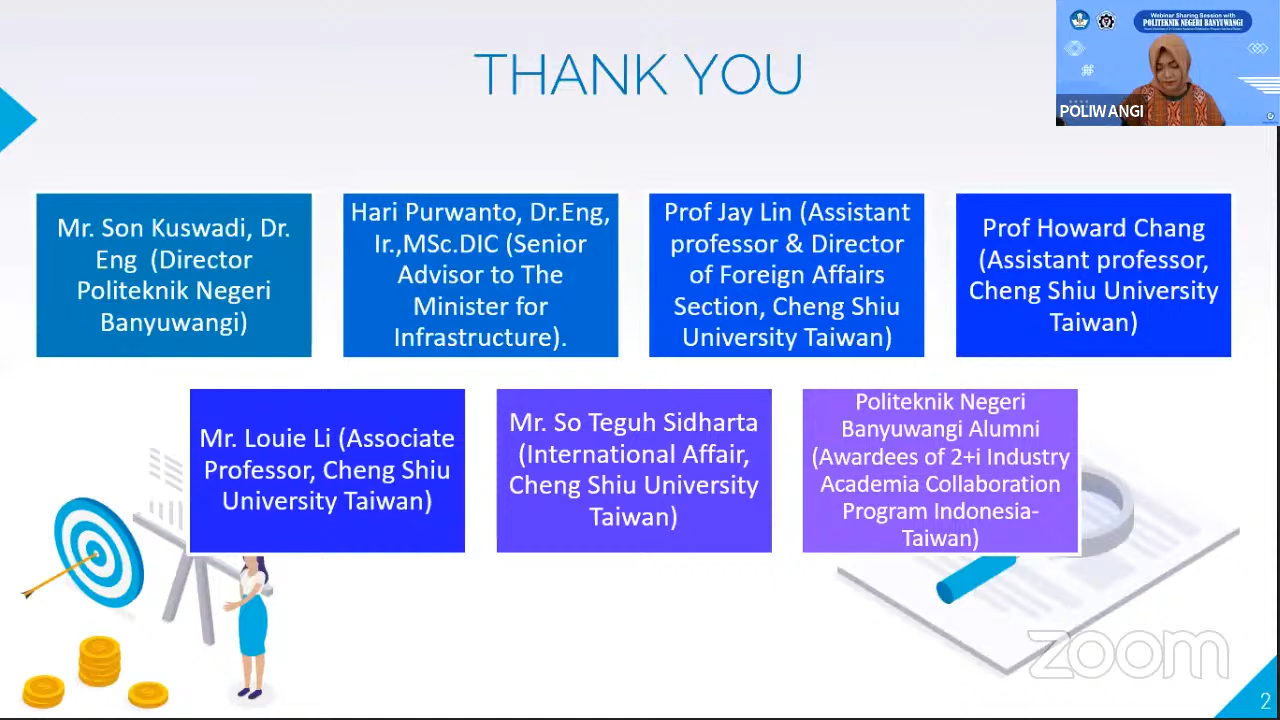 THANK YOU
Webinar Sharing Session with
POLITEKNIK NEGERI BANYUWANGI
POLIWANGI
Mr. Son Kuswadi, Dr.
Eng (Director
Politeknik Negeri
Banyuwangi)
Hari Purwanto, Dr.Eng,
Ir.,MSc.DIC (Senior
Advisor to The
Minister for
Infrastructure).
Prof Jay Lin (Assistant
professor & Director
of Foreign Affairs
Section, Cheng Shiu
University Taiwan)
Prof Howard Chang
(Assistant professor,
Cheng Shiu University
Taiwan)
Mr. Louie Li (Associate
Professor, Cheng Shiu
University Taiwan)
Mr. So Teguh Sidharta
(International Affair,
Cheng Shiu University
Taiwan)
Politeknik Negeri
Banyuwangi Alumni
(Awardees of 2+i Industry
Academia Collaboration
Program Indonesia-
Taiwan)
zoom
2